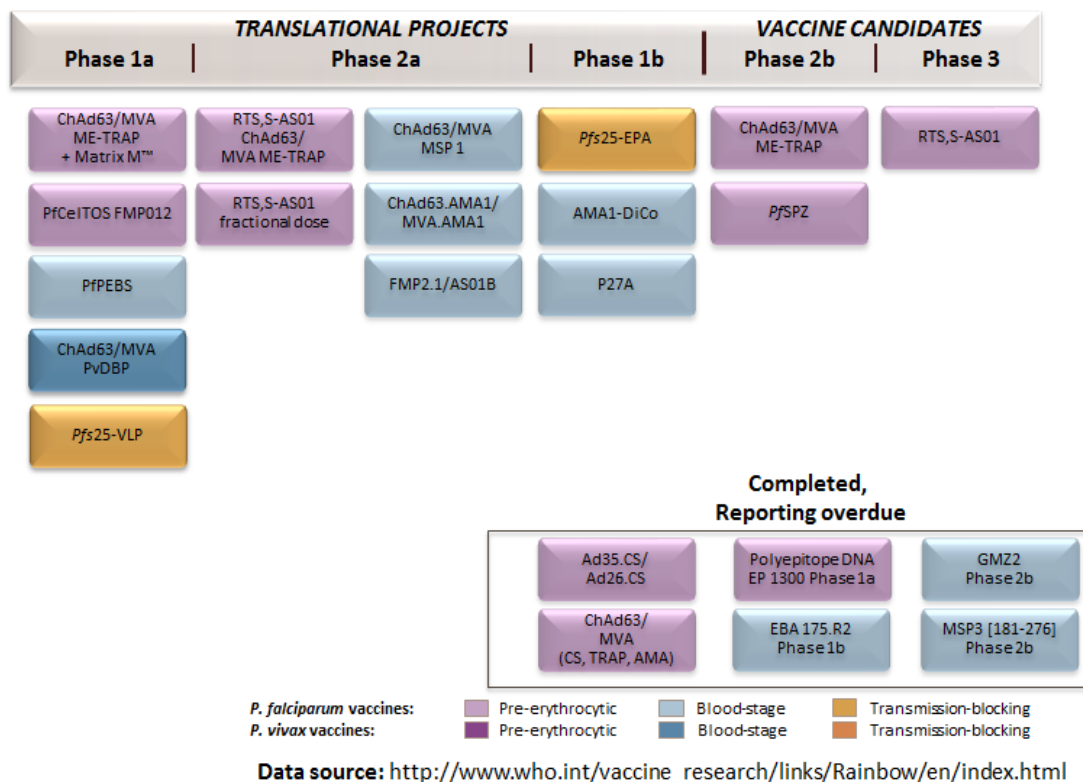 TRANSLATIONAL PROJECTS VACCINE CANDIDATES
Phase 1a | Phase 2a | Phase 1b | Phase 2b | Phase 3
ChAd63/MVA
ME-TRAP
+ Matrix M™
PfCelTOS FMP012
PfPEBS
ChAd63/MVA
PvDBP
Pfs25-VLP
RTS,S-AS01
ChAd63/
MVA ME-TRAP
RTS,S-AS01
fractional dose
ChAd63/MVA
MSP 1
ChAd63.AMA1/
MVA.AMA1
FMP2.1/AS01B
Pfs25-EPA
AMA1-DiCo
P27A
ChAd63/MVA
ME-TRAP
PfSPZ
RTS,S-AS01
Completed,
Reporting overdue
Ad35.CS/
Ad26.CS
ChAd63/
MVA
(CS, TRAP, AMA)
Polyepitope DNA
EP 1300 Phase 1a
EBA 175.R2
Phase 1b
GMZ2
Phase 2b
MSP3 [181-276]
Phase 2b
P. falciparum vaccines: Pre-erythrocytic Blood-stage Transmission-blocking
P. vivax vaccines: Pre-erythrocytic Blood-stage Transmission-blocking
Data source: http://www.who.int/vaccine_research/links/Rainbow/en/index.html